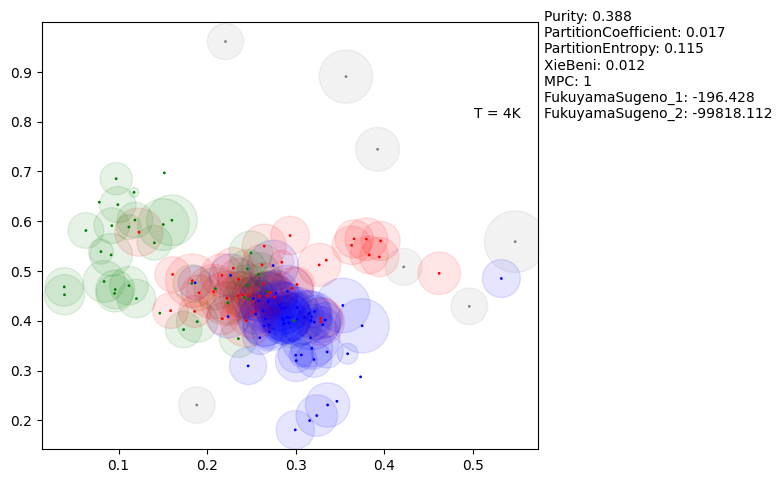 Purity: 0.388
PartitionCoefficient: 0.017
PartitionEntropy: 0.115
XieBeni: 0.012
MPC: 1
FukuyamaSugeno_1: -196.428
FukuyamaSugeno_2: -99818.112
T = 4K
0.9
0.8
0.7
0.6
0.5
0.4
0.3
0.2
0.1 0.2 0.3 0.4 0.5